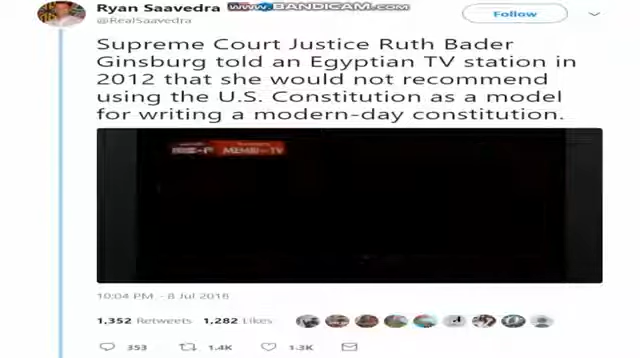 Ryan Saavedra
WWW.BANDICAM.COM
Follow
@RealSaavedra
Supreme Court Justice Ruth Bader
Ginsburg told an Egyptian TV station in
2012 that she would not recommend
using the U.S. Constitution as a model
for writing a modern-day constitution.
MEMRI TV
10:04 PM - 8 Jul 2018
1,352 Retweets 1,282 Likes
353 1.4K 1.3K